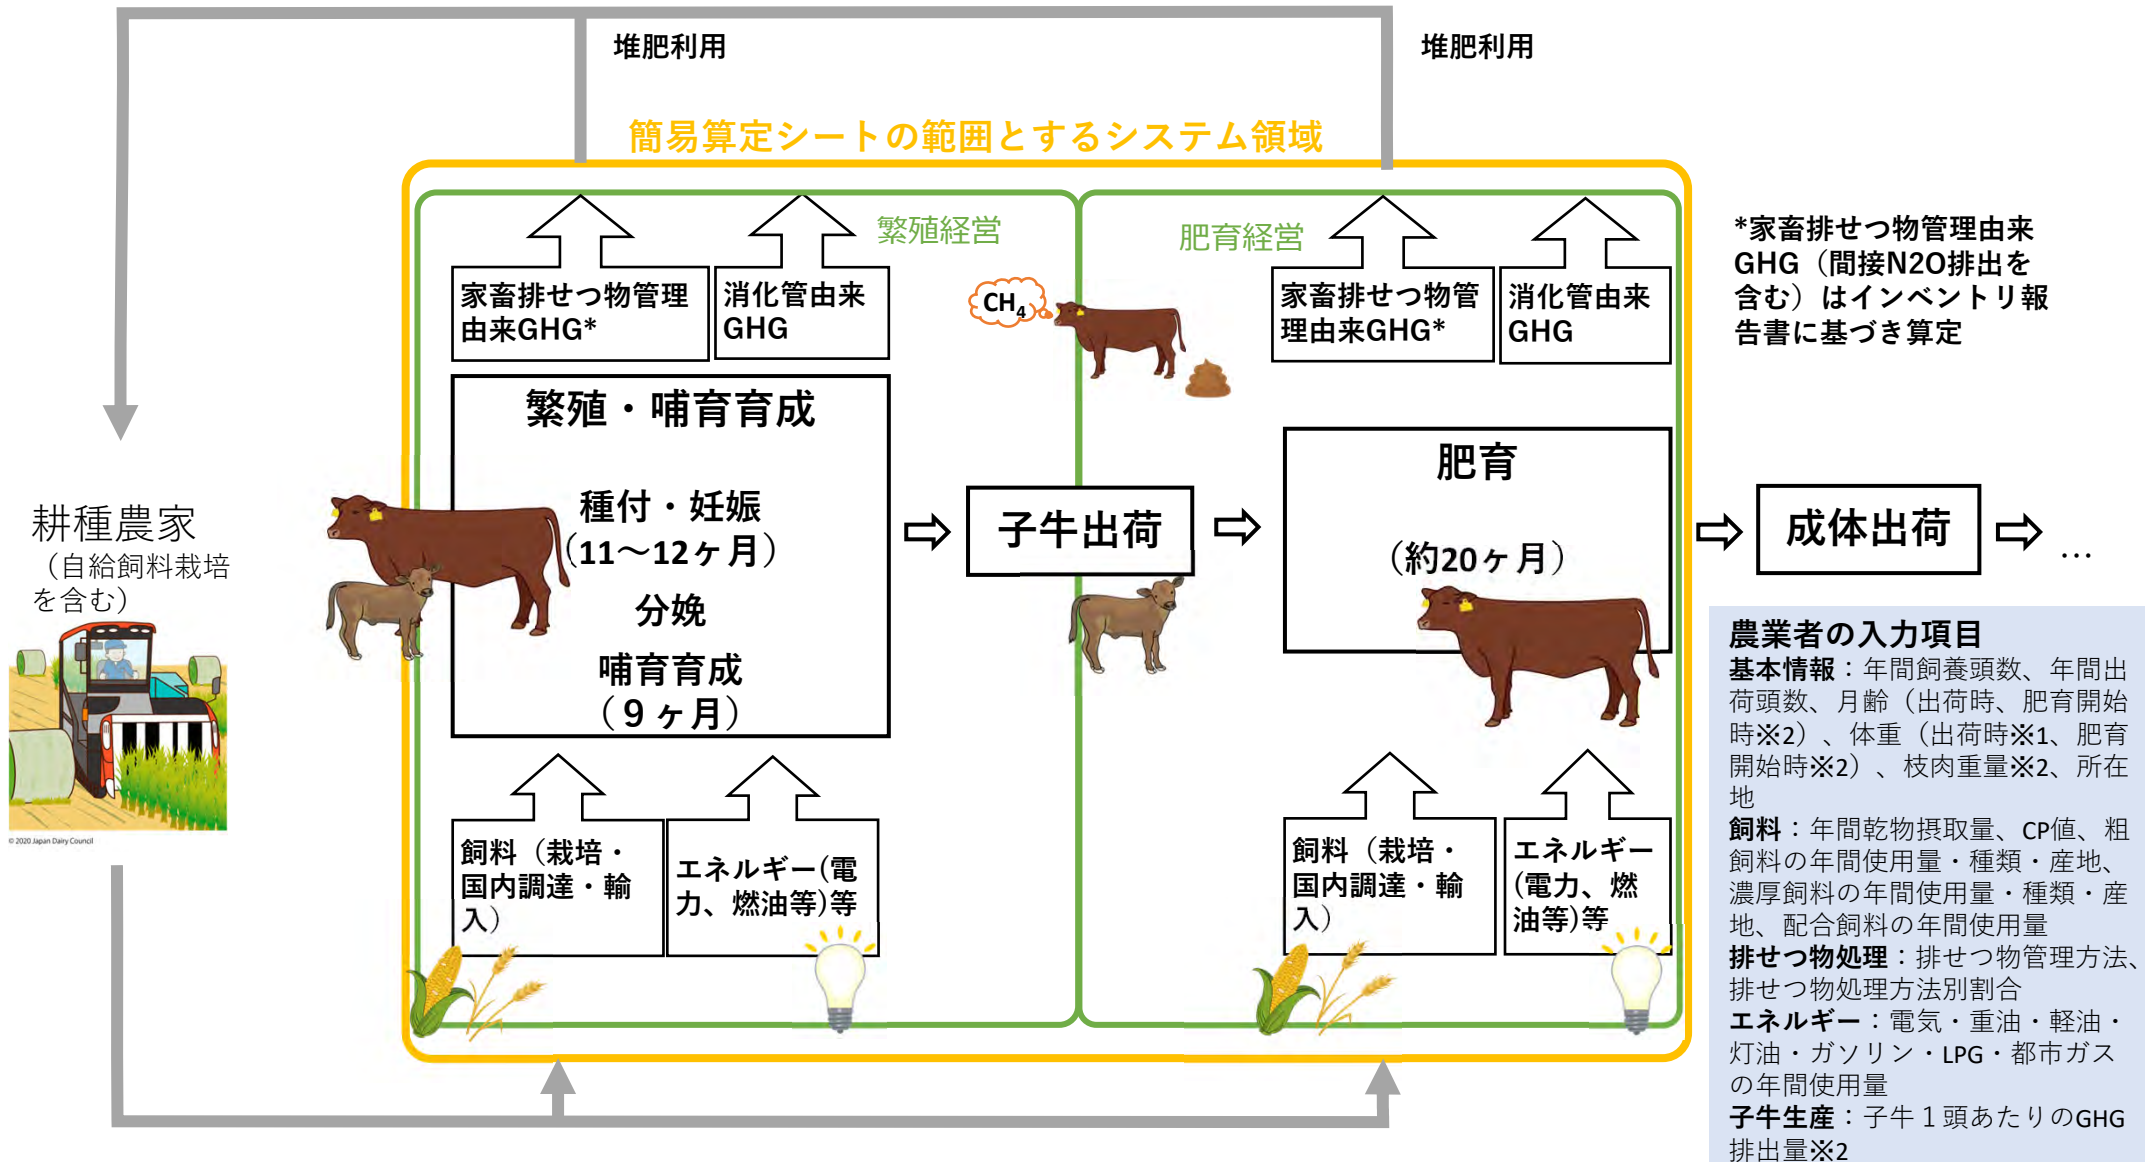 堆肥利用
堆肥利用
簡易算定シートの範囲とするシステム領域
繁殖経営
肥育経営
家畜排せつ物管理
由来GHG*
消化管由来
GHG
CH4
家畜排せつ物管
理由来GHG*
消化管由来
GHG
*家畜排せつ物管理由来
GHG（間接N2O排出を
含む）はインベントリ報
告書に基づき算定
繁殖・哺育育成
種付・妊娠
（11～12ヶ月）
分娩
哺育育成
（９ヶ月）
子牛出荷
肥育
（約20ヶ月）
成体出荷
…
耕種農家
（自給飼料栽培
を含む）
© 2020 Japan Dairy Council
飼料（栽培・
国内調達・輸
入）
エネルギー(電
力、燃油等)等
飼料（栽培・
国内調達・輸
入）
エネルギー
(電力、燃
油等)等
農業者の入力項目
基本情報：年間飼養頭数、年間出
荷頭数、月齢（出荷時、肥育開始
時※2）、体重（出荷時※1、肥育
開始時※2）、枝肉重量※2、所在
地
飼料：年間乾物摂取量、CP値、粗
飼料の年間使用量・種類・産地、
濃厚飼料の年間使用量・種類・産
地、配合飼料の年間使用量
排せつ物処理：排せつ物管理方法、
排せつ物処理方法別割合
エネルギー：電気・重油・軽油・
灯油・ガソリン・LPG・都市ガス
の年間使用量
子牛生産：子牛１頭あたりのGHG
排出量※2